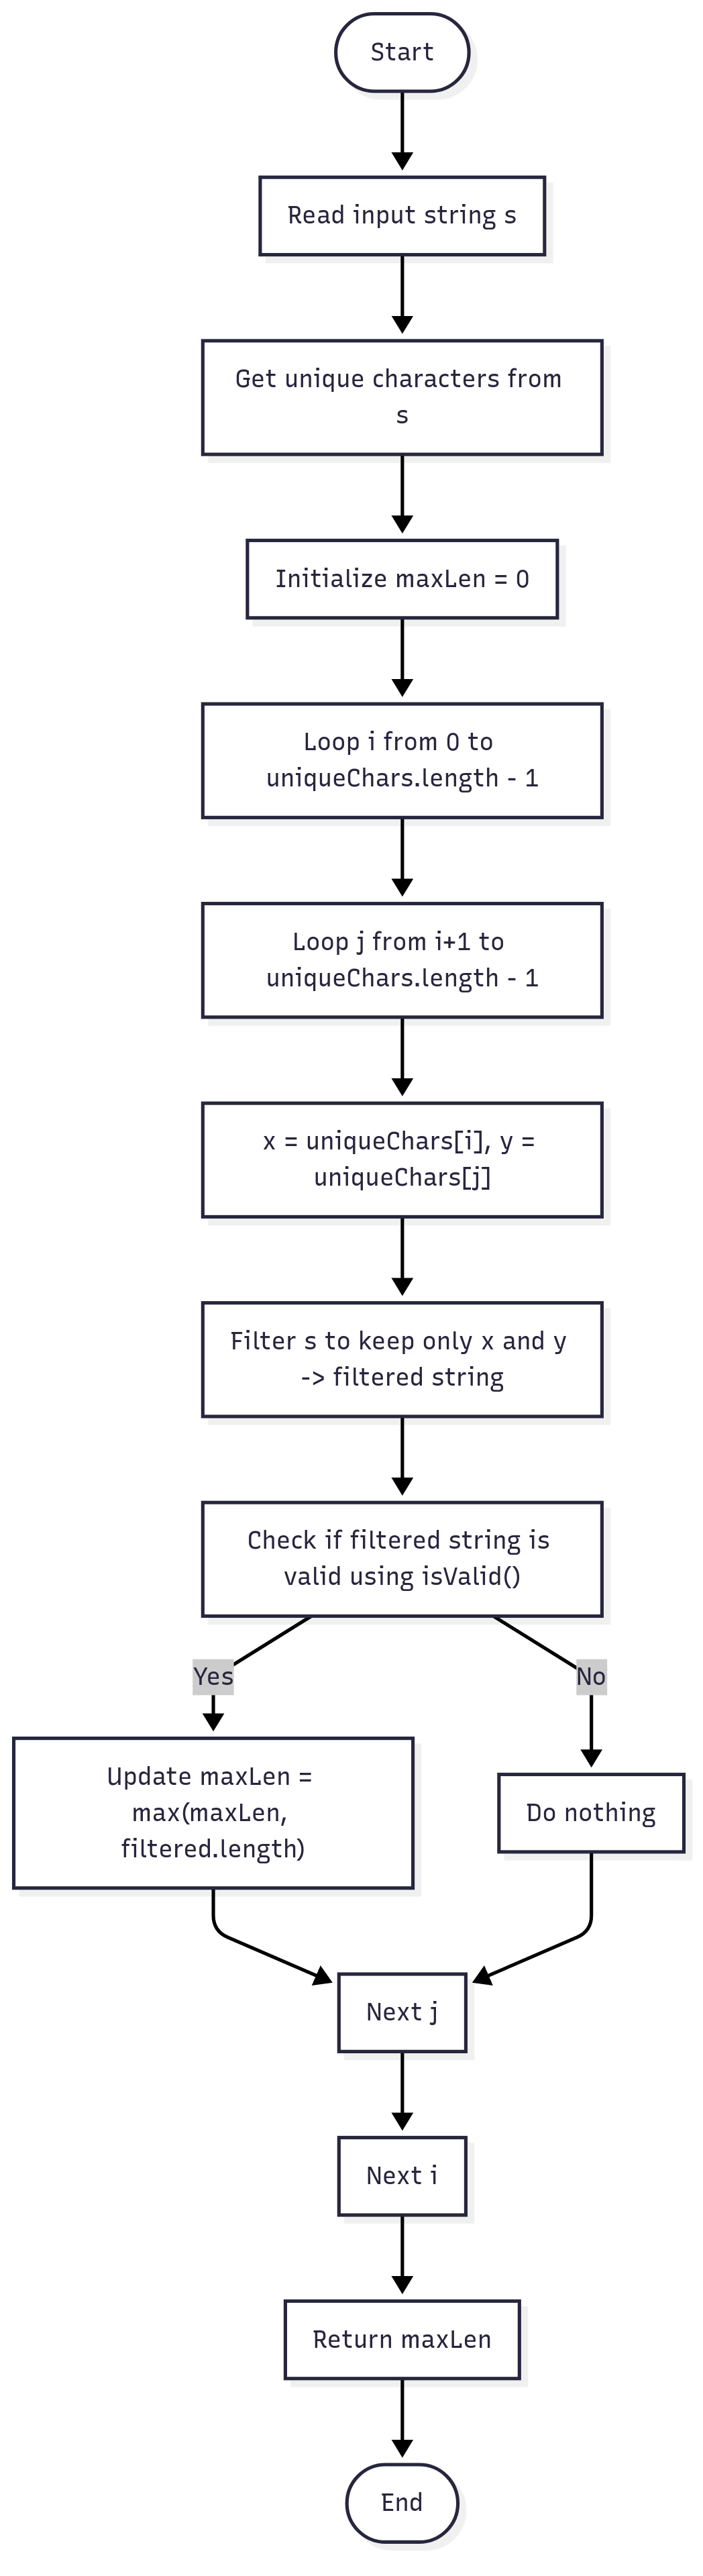 Start
Read input string s
Get unique characters from
s
Initialize maxLen = 0
Loop i from 0 to
uniqueChars.length - 1
Loop j from i+1 to
uniqueChars.length - 1
x = uniqueChars[i], y =
uniqueChars[j]
Filter s to keep only x and y
-> filtered string
Check if filtered string is
valid using isValid()
Yes
No
Update maxLen =
max(maxLen,
filtered.length)
Do nothing
Next j
Next i
Return maxLen
End